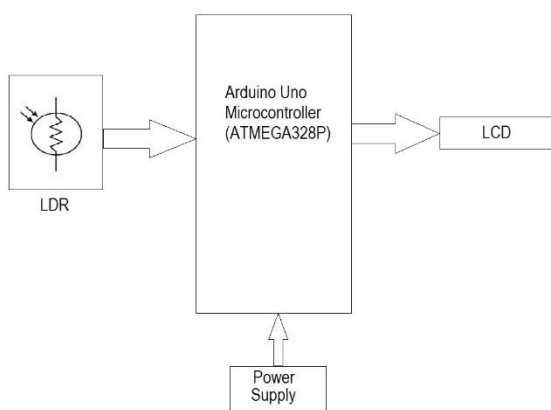 Arduino Uno
Microcontroller
(ATMEGA328P)
LCD
LDR
Power
Supply